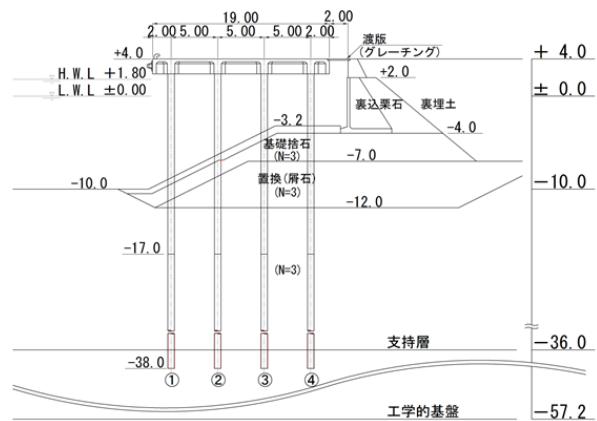 19.00 2.00
2.00 5.00 5.00 5.00 2.00
+4.0
渡版
(グレーチング)
+ 4.0
H.W.L +1.80
+2.0
L.W.L ±0.00
± 0.0
裏込栗石
裏埋土
-3.2
-4.0
基礎捨石
(N=3)
-7.0
置換(屑石)
(N=3)
-10.0
-10.0
-12.0
-17.0
(N=3)
支持層
-36.0
-38.0
① ② ③ ④
工学的基盤
-57.2